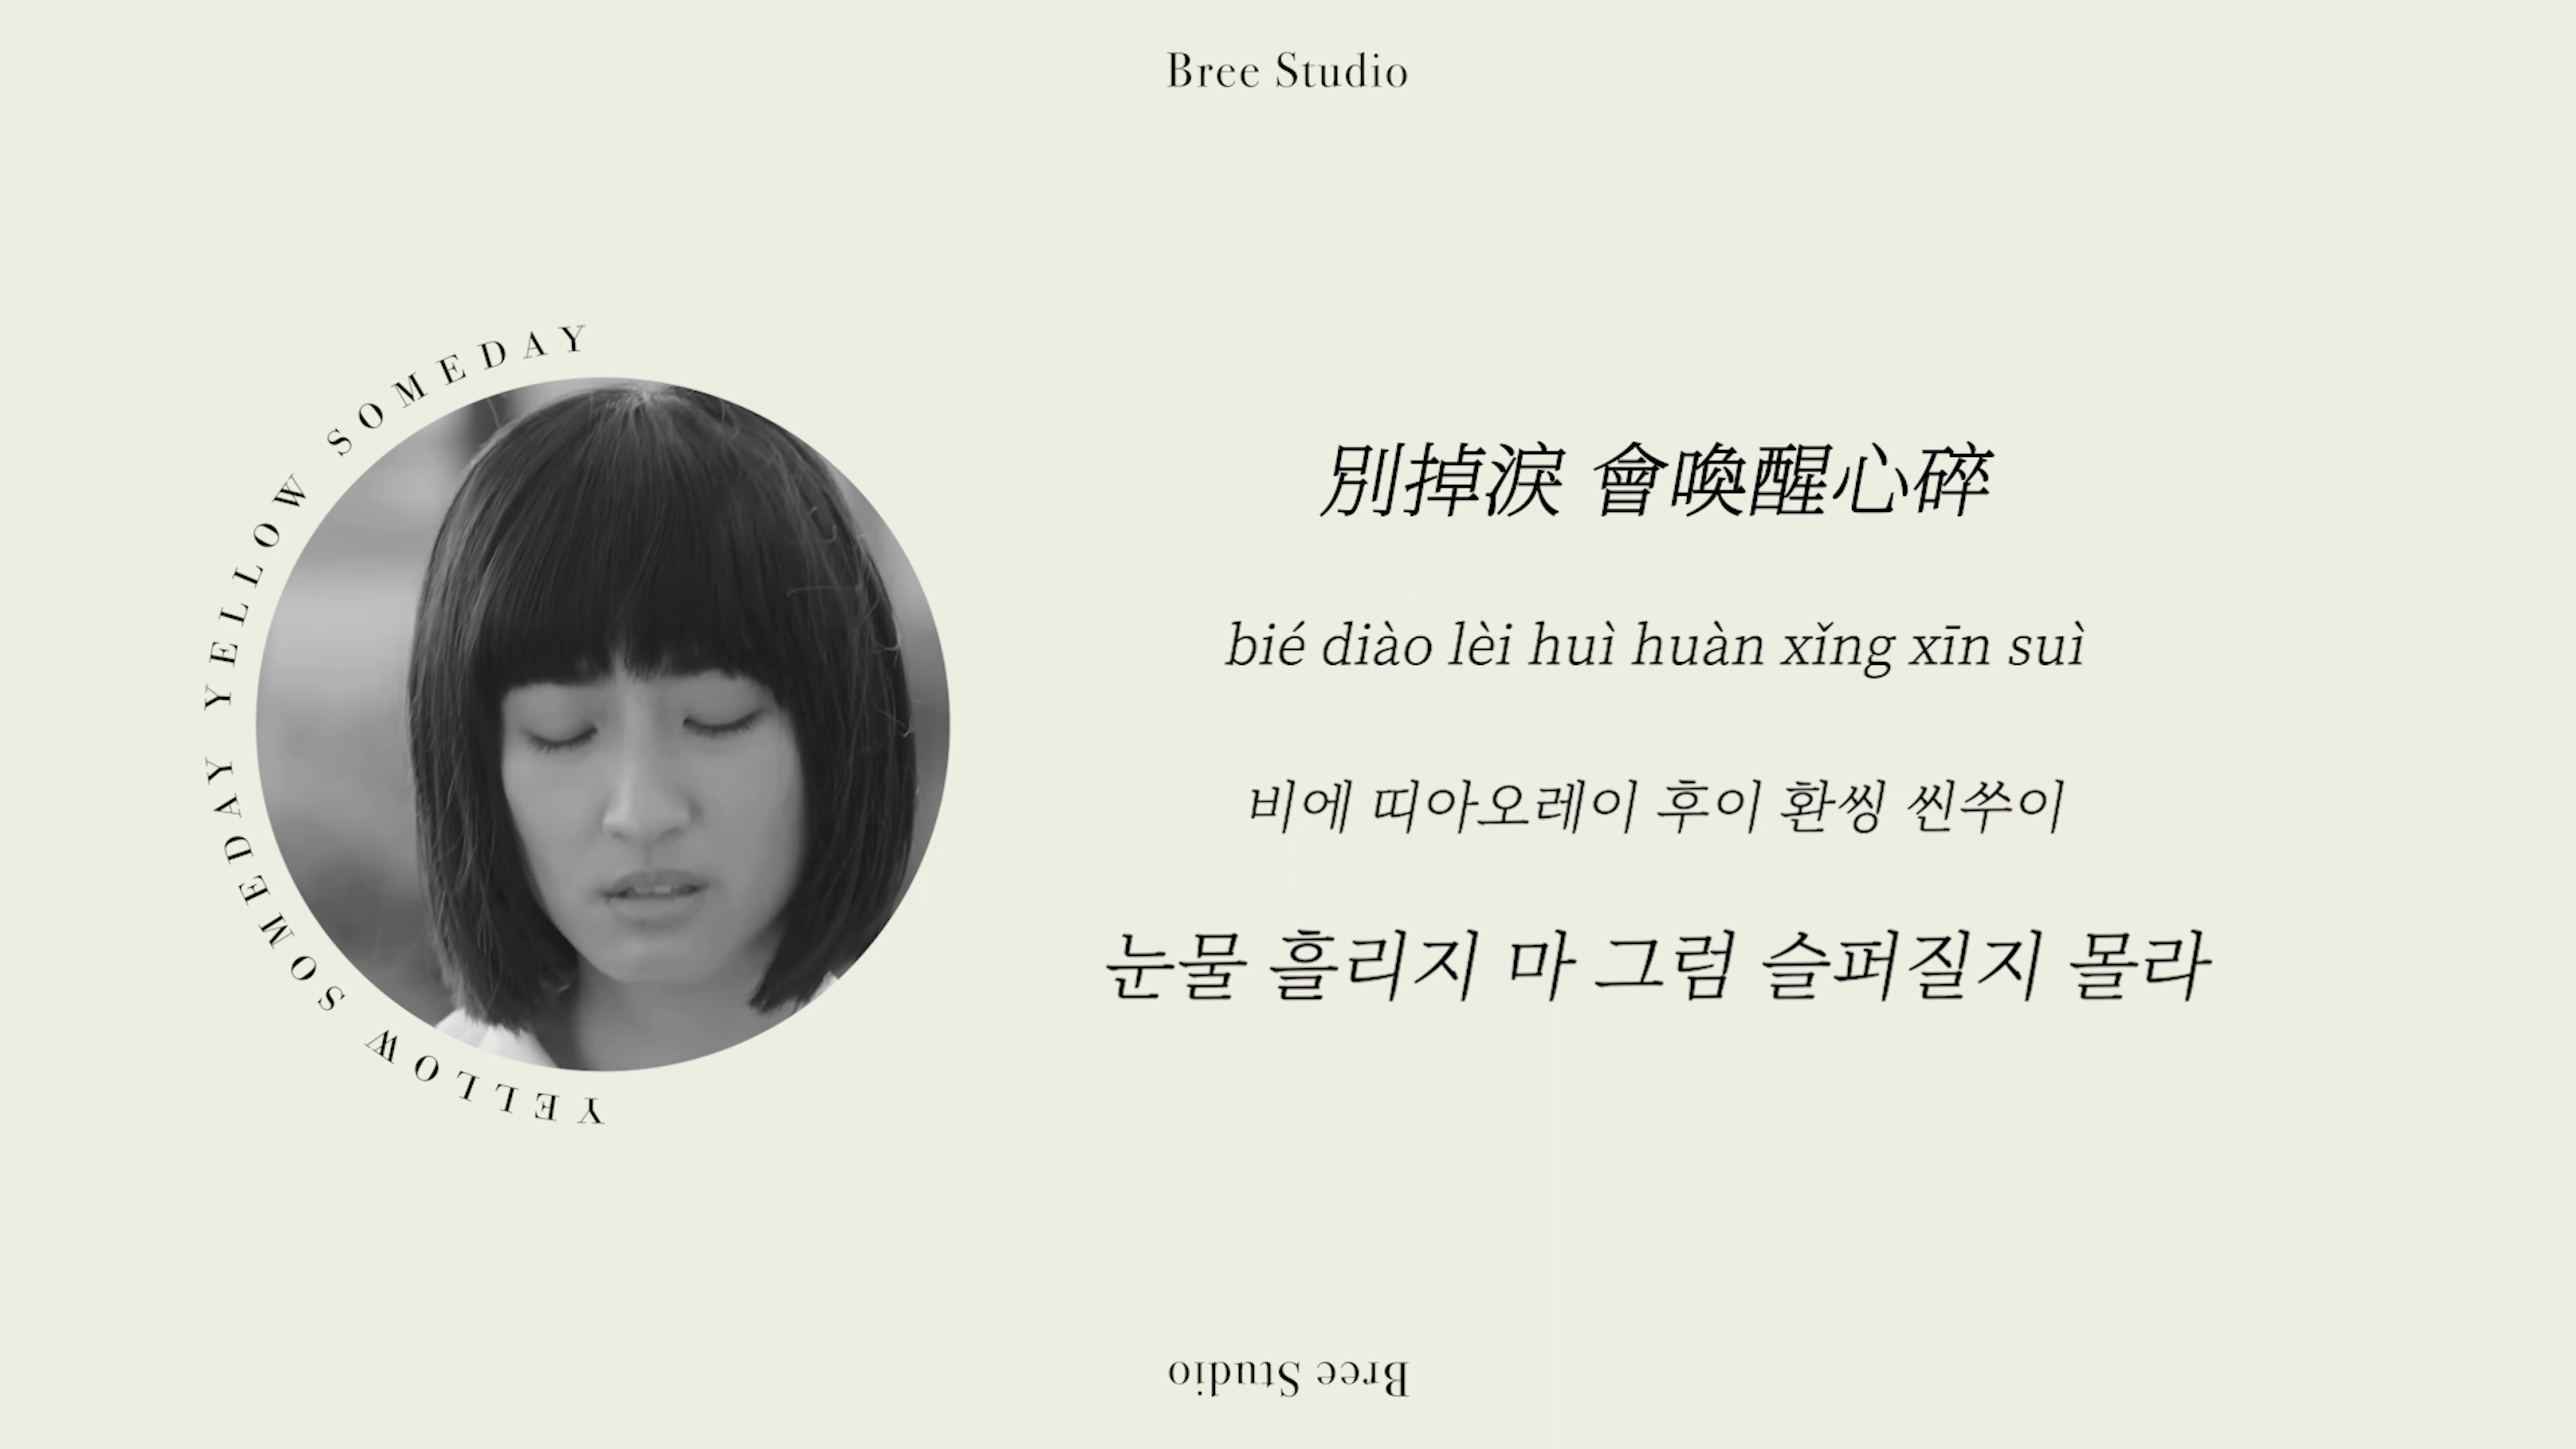 Bree Studio
YELLOW SOMEDAY YELLOW SOMEDAY
別掉淚 會喚醒心碎
bié diào lèi huì huàn xǐng xīn suì
비에 띠아오레이 후이 환씽 씬쑤이
눈물 흘리지 마 그럼 슬퍼질지 몰라
Bree Studio